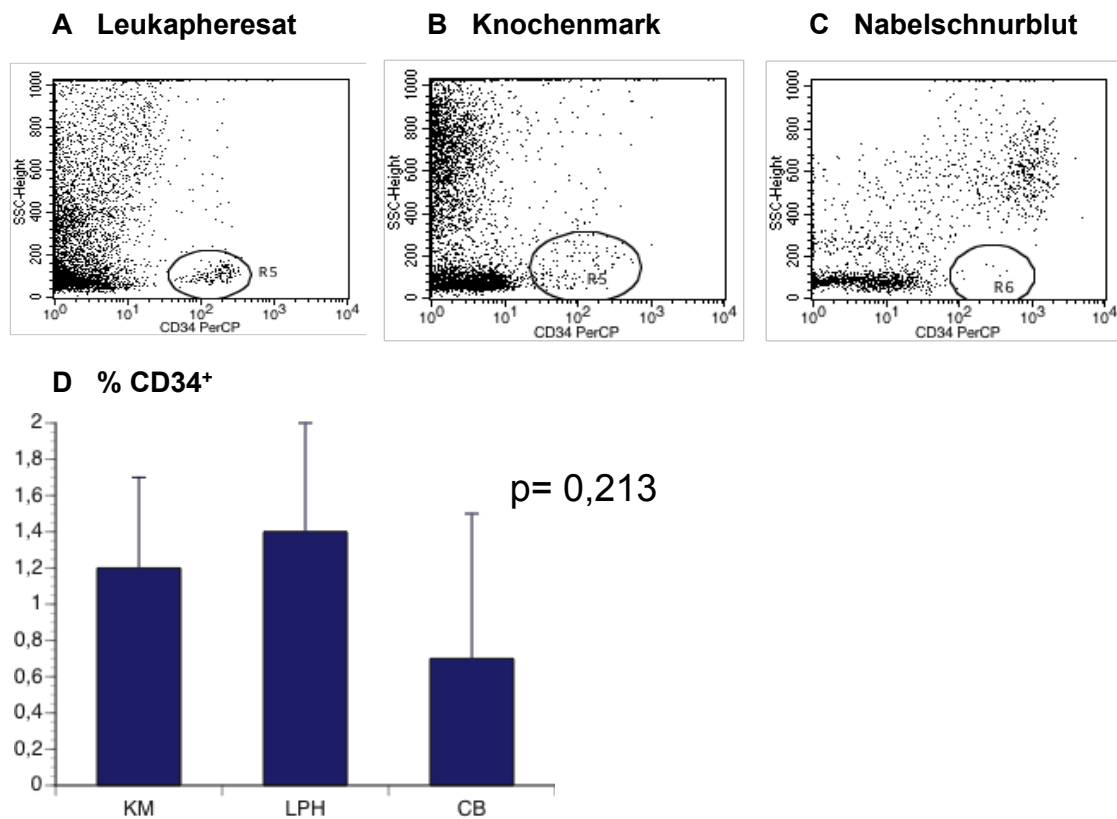 A Leukapheresat
B Knochenmark
C Nabelschnurblut
SSC-Height
0 200 400 600 800 1000
10⁰ 10¹ 10² 10³ 10⁴
CD34 PerCP
R5
SSC-Height
0 200 400 600 800 1000
10⁰ 10¹ 10² 10³ 10⁴
CD34 PerCP
R5
SSC-Height
0 200 400 600 800 1000
10⁰ 10¹ 10² 10³ 10⁴
CD34 PerCP
R6
D % CD34⁺
2
1,8
1,6
1,4
1,2
1
0,8
0,6
0,4
0,2
0
p= 0,213
KM LPH CB